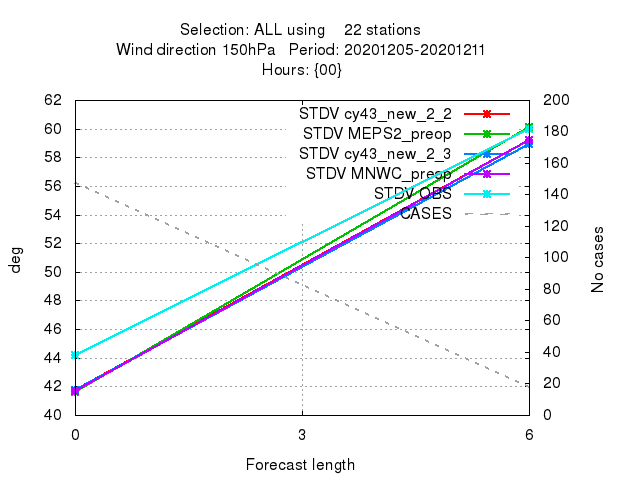 Selection: ALL using 22 stations
Wind direction 150hPa Period: 20201205-20201211
Hours: {00}
STDV cy43_new_2_2
STDV MEPS2_preop
STDV cy43_new_2_3
STDV MNWC_preop
STDV OBS
CASES
62
60
58
56
54
52
50
48
46
44
42
40
200
180
160
140
120
100
80
60
40
20
0
deg
No cases
0 3 6
Forecast length